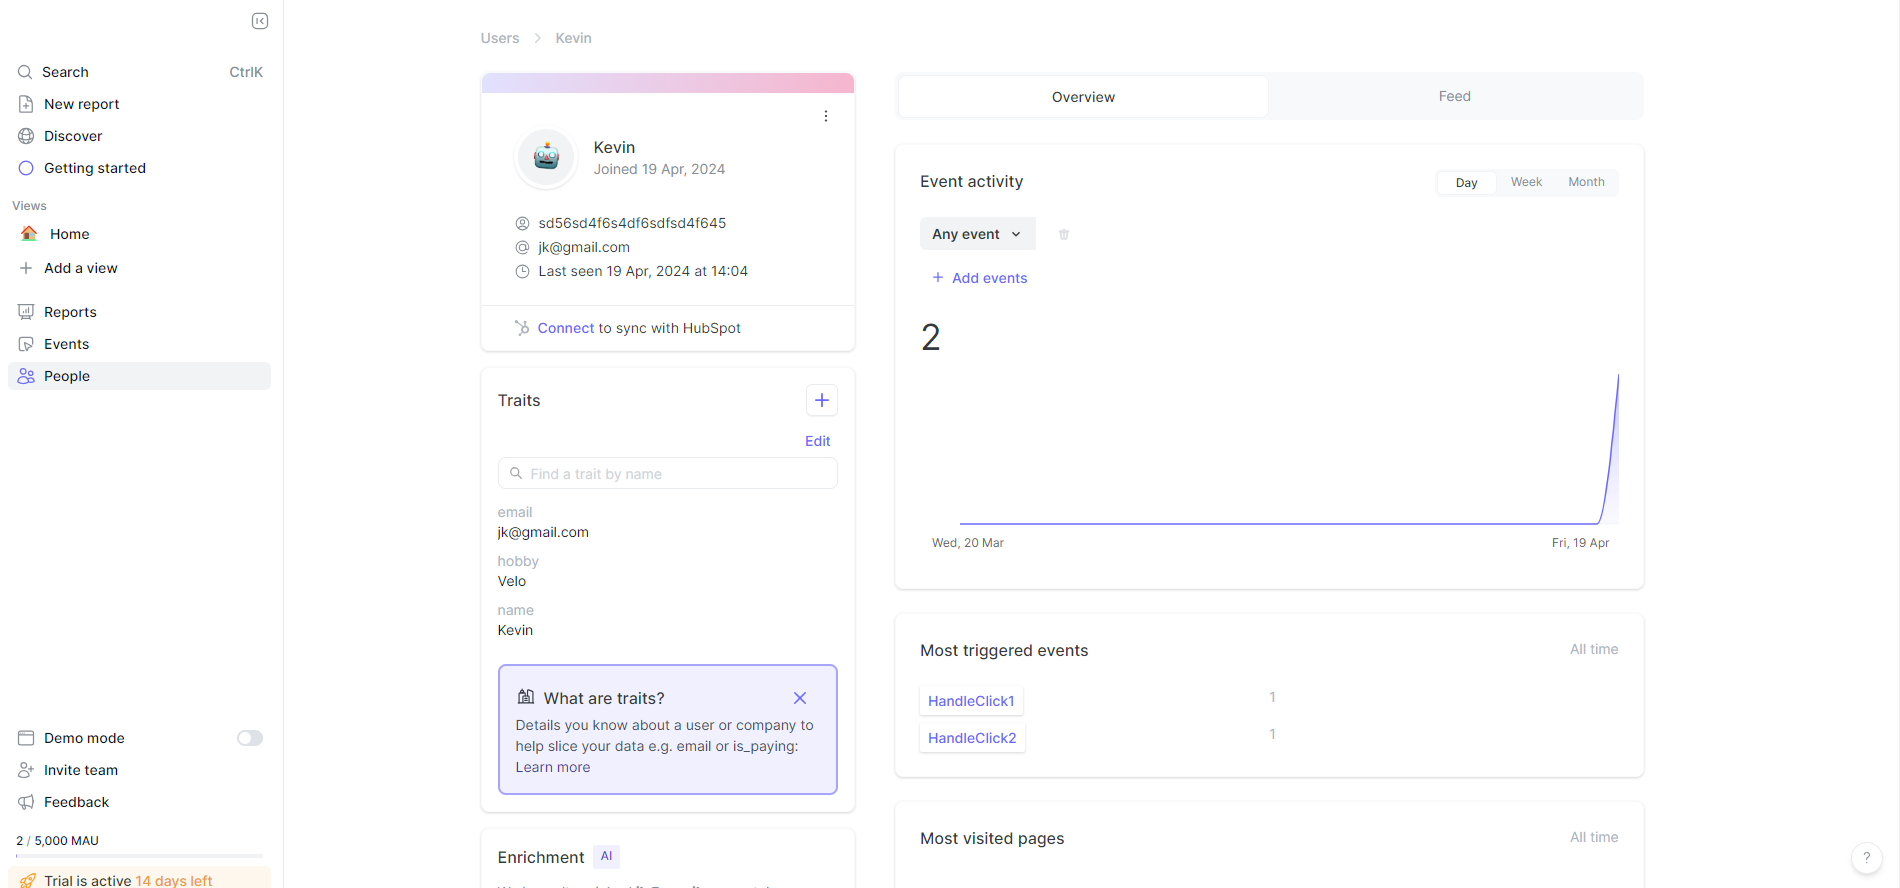 Search CtrlK
New report
Discover
Getting started
Views
Home
Add a view
Reports
Events
People
Demo mode
Invite team
Feedback
2 / 5,000 MAU
Trial is active 14 days left
Users > Kevin
Kevin
Joined 19 Apr, 2024
sd56sd4f6s4df6sdfsd4f645
jk@gmail.com
Last seen 19 Apr, 2024 at 14:04
Connect to sync with HubSpot
Traits
Edit
Find a trait by name
email
jk@gmail.com
hobby
Velo
name
Kevin
What are traits?
Details you know about a user or company to
help slice your data e.g. email or is_paying:
Learn more
Enrichment AI
Overview Feed
Event activity
Day Week Month
Any event
+ Add events
2
Wed, 20 Mar Fri, 19 Apr
Most triggered events All time
HandleClick1 1
HandleClick2 1
Most visited pages All time
?